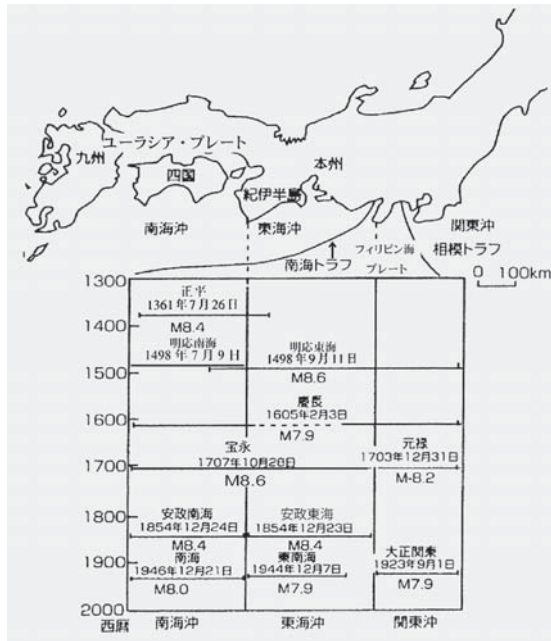 ユーラシア・プレート
九州
四国
本州
紀伊半島
南海沖
東海沖
関東沖
フィリピン海
プレート
相模トラフ
南海トラフ
0 100km
1300
正平
1361年7月26日
M8.4
1400
明応南海
1498年7月9日
明応東海
1498年9月11日
M8.6
1500
慶長
1605年2月3日
M7.9
1600
宝永
1707年10月28日
M8.6
元禄
1703年12月31日
M-8.2
1700
1800
安政南海
1854年12月24日
M8.4
安政東海
1854年12月23日
M8.4
1900
南海
1946年12月21日
M8.0
東南海
1944年12月7日
M7.9
大正関東
1923年9月1日
M7.9
2000
西暦
南海沖
東海沖
関東沖